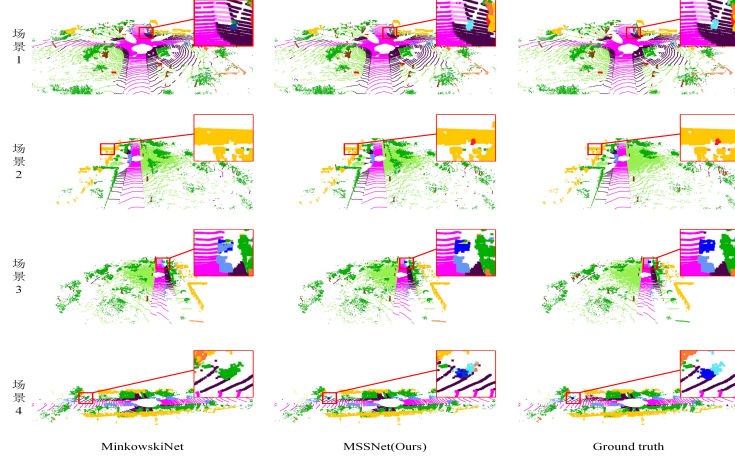 场
景
1
场
景
2
场
景
3
场
景
4
MinkowskiNet MSSNet(Ours) Ground truth